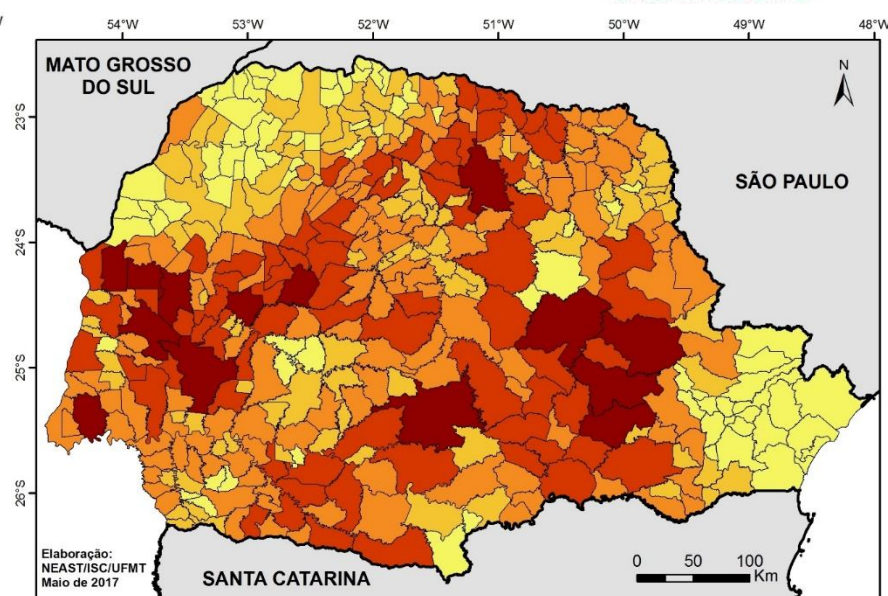 54°W 53°W 52°W 51°W 50°W 49°W 48°W
MATO GROSSO
DO SUL
N
23°S
SÃO PAULO
24°S
25°S
26°S
Elaboração:
NEAST/ISC/UFMT
Maio de 2017
SANTA CATARINA
0 50 100
Km